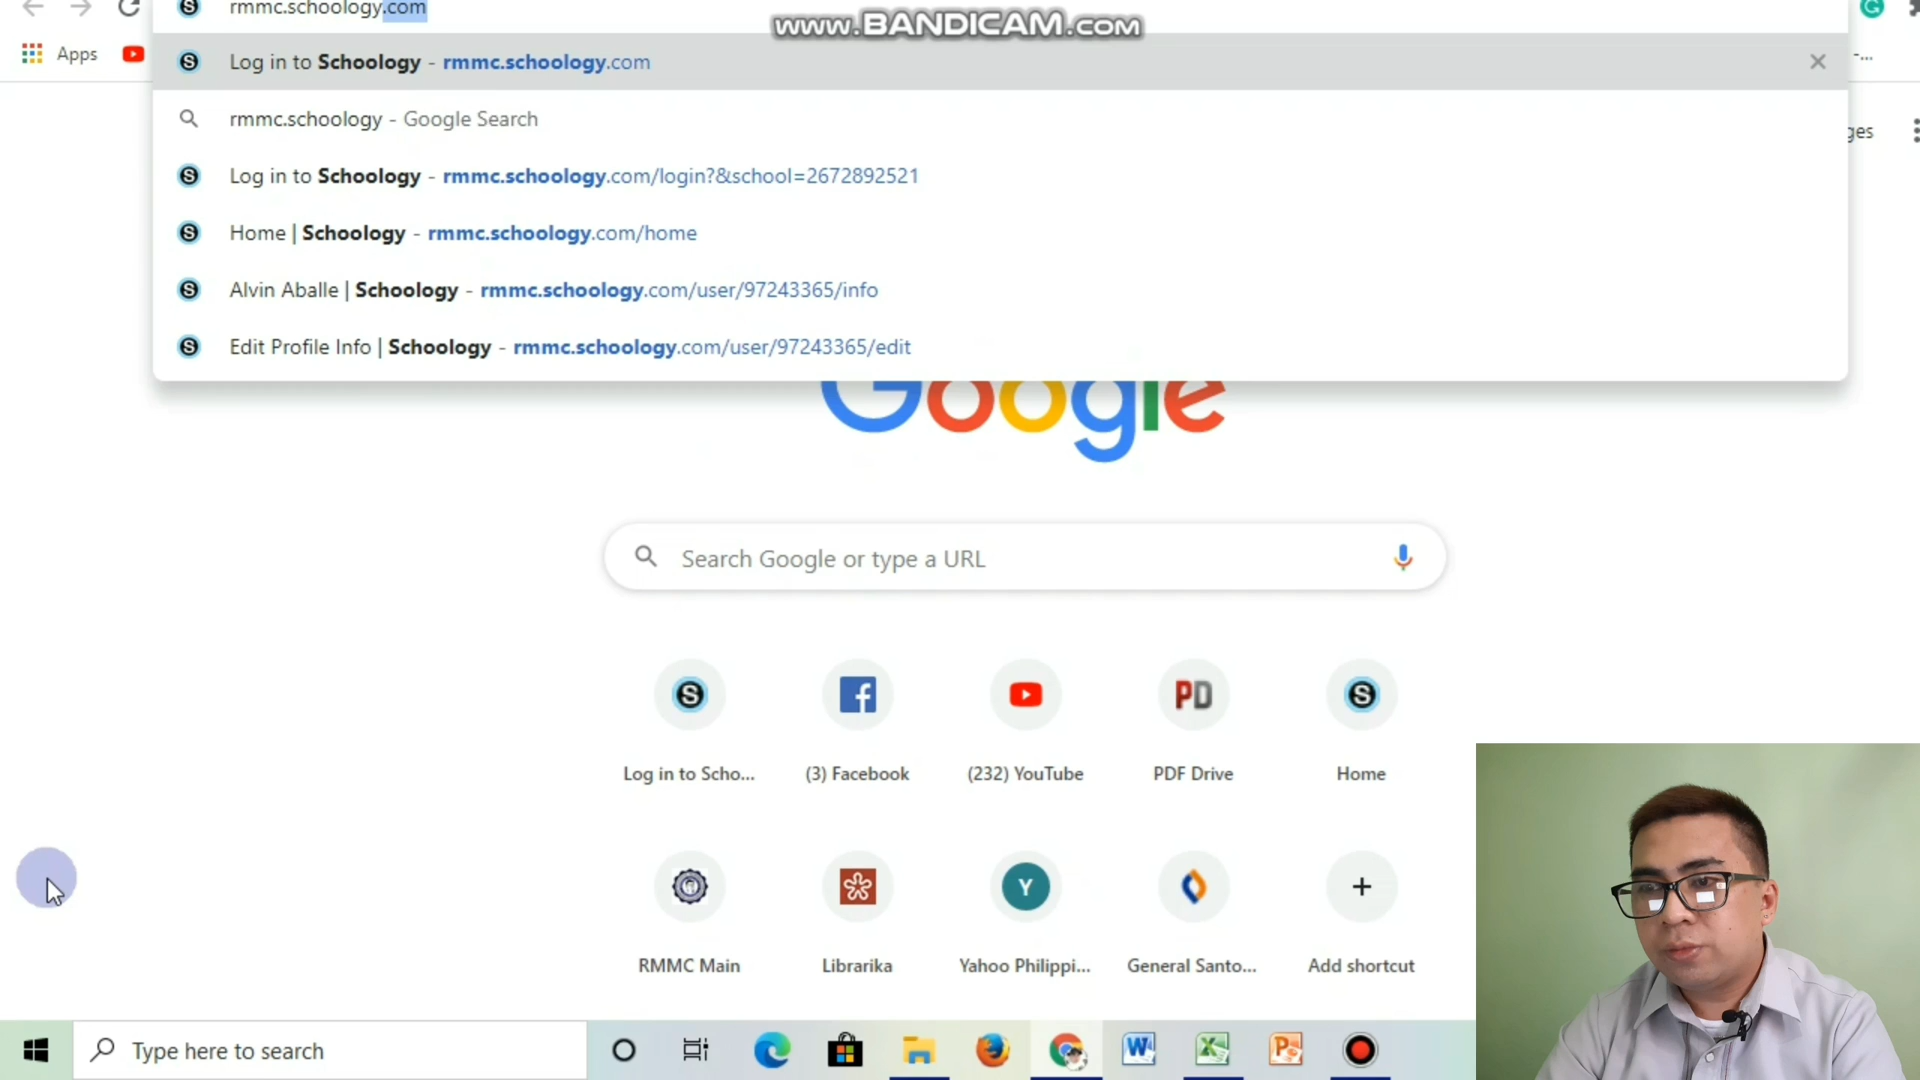 rmmc.schoology.com
www.BANDICAM.com
Apps
Log in to Schoology - rmmc.schoology.com
-...
rmmc.schoology - Google Search
ges
Log in to Schoology - rmmc.schoology.com/login?&school=2672892521
Home | Schoology - rmmc.schoology.com/home
Alvin Aballe | Schoology - rmmc.schoology.com/user/97243365/info
Edit Profile Info | Schoology - rmmc.schoology.com/user/97243365/edit
Google
Search Google or type a URL
PD
Log in to Scho...
(3) Facebook
(232) YouTube
PDF Drive
Home
Y
RMMC Main
Librarika
Yahoo Philippi...
General Santo...
Add shortcut
Type here to search